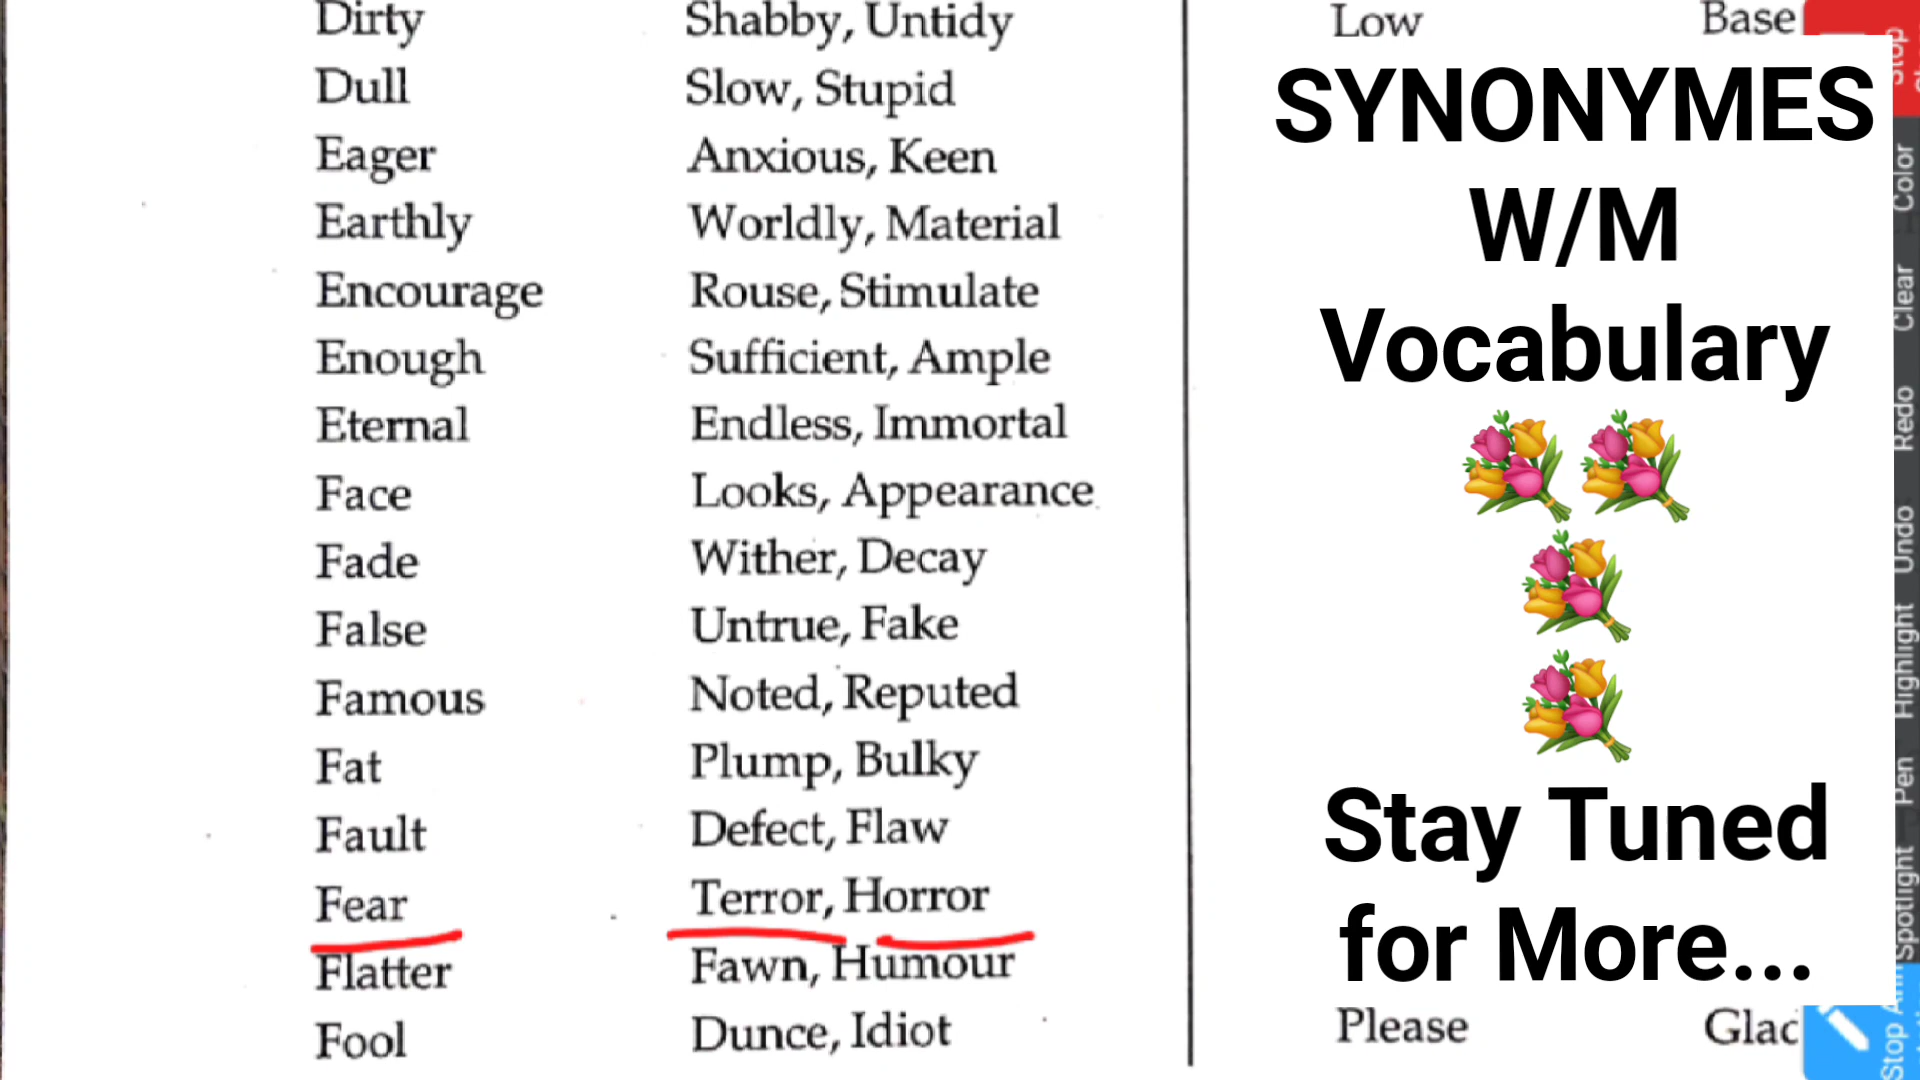 Dirty Shabby, Untidy
Dull Slow, Stupid
Eager Anxious, Keen
Earthly Worldly, Material
Encourage Rouse, Stimulate
Enough Sufficient, Ample
Eternal Endless, Immortal
Face Looks, Appearance
Fade Wither, Decay
False Untrue, Fake
Famous Noted, Reputed
Fat Plump, Bulky
Fault Defect, Flaw
Fear Terror, Horror
Flatter Fawn, Humour
Fool Dunce, Idiot
Low Base
SYNONYMES
W/M
Vocabulary
Stay Tuned
for More...
Please
Stop
Color
Clear
Redo
Undo
Highlight
Pen
Spotlight
Stop